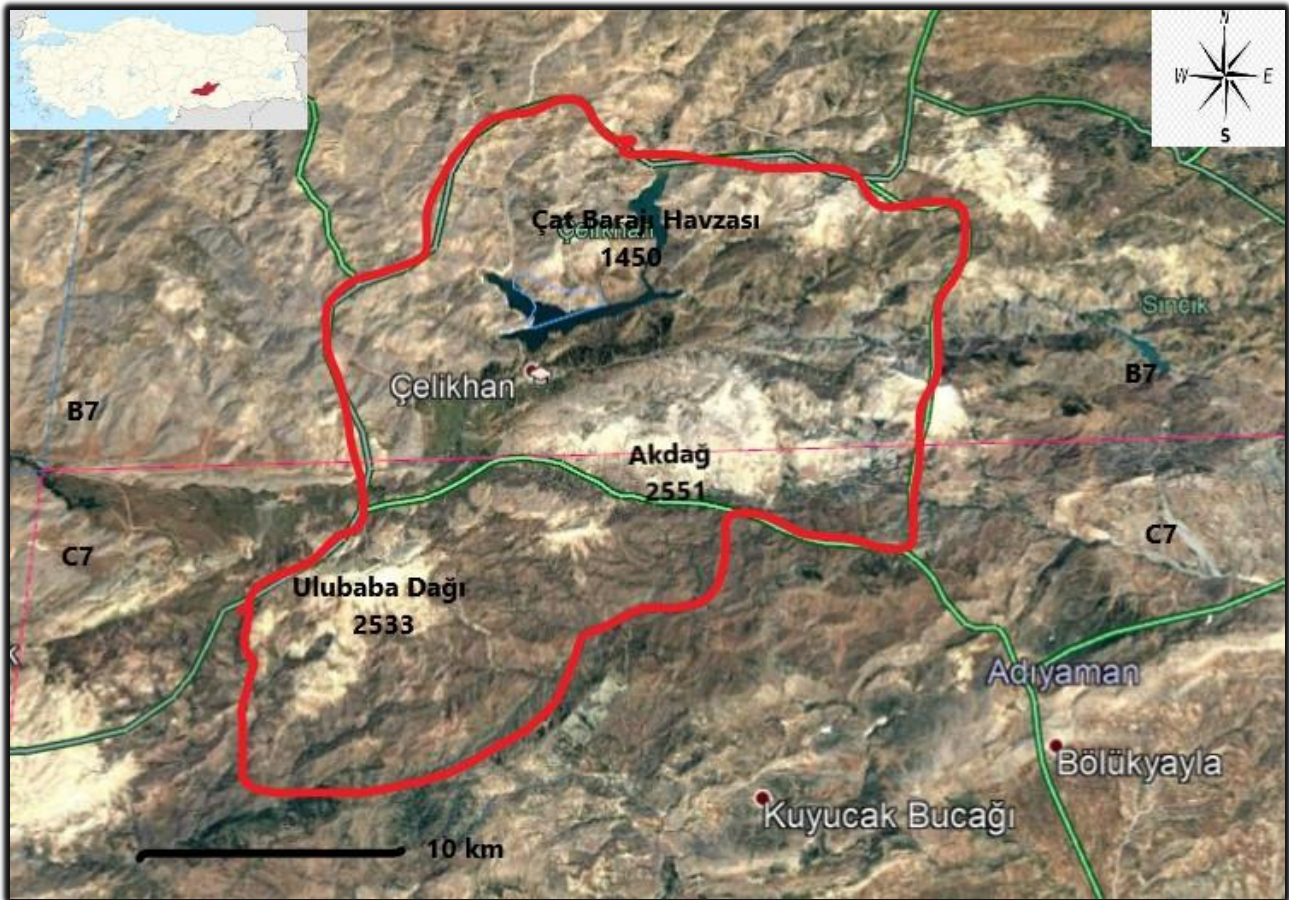 N
W E
S
Çat Barajı Havzası
Çelikhan
1450
Sincik
B7
Çelikhan
B7
Akdağ
2551
C7
C7
Ulubaba Dağı
2533
Adıyaman
Bölükyayla
Kuyucak Bucağı
10 km